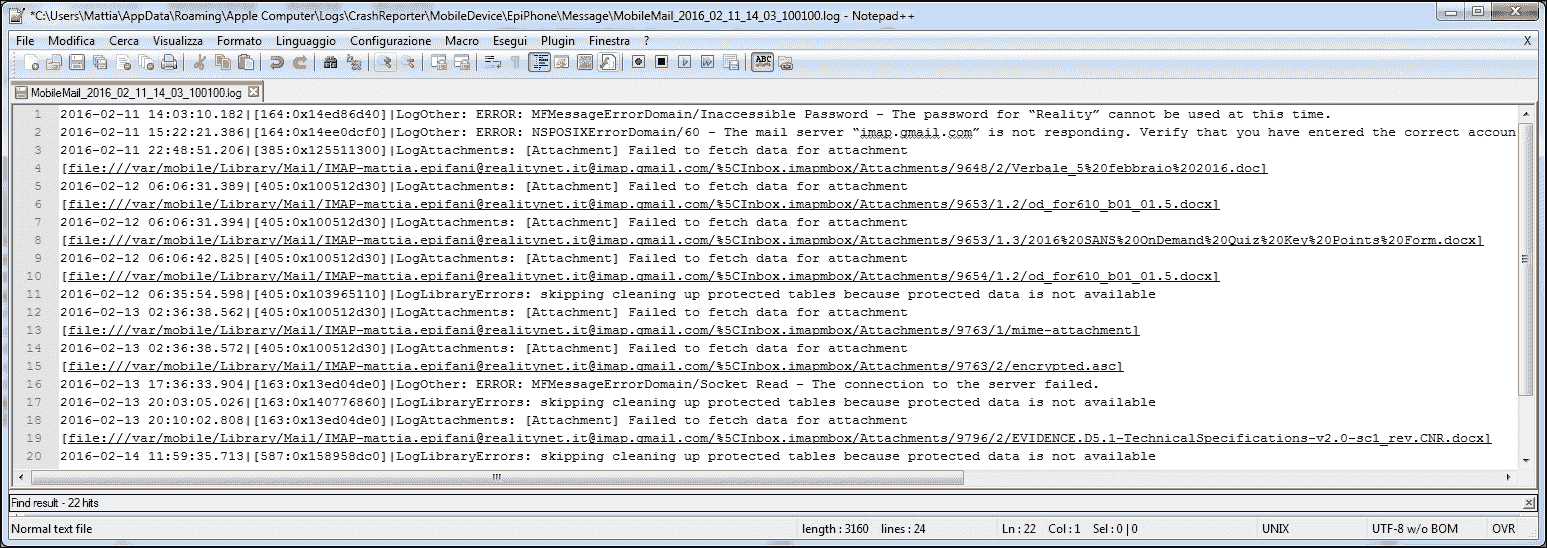 *C:\Users\Mattia\AppData\Roaming\Apple Computer\Logs\CrashReporter\MobileDevice\EpiPhone\Message\MobileMail_2016_02_11_14_03_100100.log - Notepad++
File Modifica Cerca Visualizza Formato Linguaggio Configurazione Macro Esegui Plugin Finestra ? X
ABC
MobileMail_2016_02_11_14_03_100100.log
1 2016-02-11 14:03:10.182|[164:0x14ed86d40]|LogOther: ERROR: MFMessageErrorDomain/Inaccessible Password - The password for “Reality” cannot be used at this time.
2 2016-02-11 15:22:21.386|[164:0x14ee0dcf0]|LogOther: ERROR: NSPOSIXErrorDomain/60 - The mail server “imap.gmail.com” is not responding. Verify that you have entered the correct accoun
3 2016-02-11 22:48:51.206|[385:0x125511300]|LogAttachments: [Attachment] Failed to fetch data for attachment
4 [file:///var/mobile/Library/Mail/IMAP-mattia.epifani@realitynet.it@imap.gmail.com/%5CInbox.imapmbox/Attachments/9648/2/Verbale_5%20febbraio%202016.doc]
5 2016-02-12 06:06:31.389|[405:0x100512d30]|LogAttachments: [Attachment] Failed to fetch data for attachment
6 [file:///var/mobile/Library/Mail/IMAP-mattia.epifani@realitynet.it@imap.gmail.com/%5CInbox.imapmbox/Attachments/9653/1.2/od_for610_b01_01.5.docx]
7 2016-02-12 06:06:31.394|[405:0x100512d30]|LogAttachments: [Attachment] Failed to fetch data for attachment
8 [file:///var/mobile/Library/Mail/IMAP-mattia.epifani@realitynet.it@imap.gmail.com/%5CInbox.imapmbox/Attachments/9653/1.3/2016%20SANS%20OnDemand%20Quiz%20Key%20Points%20Form.docx]
9 2016-02-12 06:06:42.825|[405:0x100512d30]|LogAttachments: [Attachment] Failed to fetch data for attachment
10 [file:///var/mobile/Library/Mail/IMAP-mattia.epifani@realitynet.it@imap.gmail.com/%5CInbox.imapmbox/Attachments/9654/1.2/od_for610_b01_01.5.docx]
11 2016-02-12 06:35:54.598|[405:0x103965110]|LogLibraryErrors: skipping cleaning up protected tables because protected data is not available
12 2016-02-13 02:36:38.562|[405:0x100512d30]|LogAttachments: [Attachment] Failed to fetch data for attachment
13 [file:///var/mobile/Library/Mail/IMAP-mattia.epifani@realitynet.it@imap.gmail.com/%5CInbox.imapmbox/Attachments/9763/1/mime-attachment]
14 2016-02-13 02:36:38.572|[405:0x100512d30]|LogAttachments: [Attachment] Failed to fetch data for attachment
15 [file:///var/mobile/Library/Mail/IMAP-mattia.epifani@realitynet.it@imap.gmail.com/%5CInbox.imapmbox/Attachments/9763/2/encrypted.asc]
16 2016-02-13 17:36:33.904|[163:0x13ed04de0]|LogOther: ERROR: MFMessageErrorDomain/Socket Read - The connection to the server failed.
17 2016-02-13 20:03:05.026|[163:0x140776860]|LogLibraryErrors: skipping cleaning up protected tables because protected data is not available
18 2016-02-13 20:10:02.808|[163:0x13ed04de0]|LogAttachments: [Attachment] Failed to fetch data for attachment
19 [file:///var/mobile/Library/Mail/IMAP-mattia.epifani@realitynet.it@imap.gmail.com/%5CInbox.imapmbox/Attachments/9796/2/EVIDENCE.D5.1-TechnicalSpecifications-v2.0-sc1_rev.CNR.docx]
20 2016-02-14 11:59:35.713|[587:0x158958dc0]|LogLibraryErrors: skipping cleaning up protected tables because protected data is not available
Find result - 22 hits
Normal text file length : 3160 lines : 24 Ln : 22 Col : 1 Sel : 0 | 0 UNIX UTF-8 w/o BOM OVR